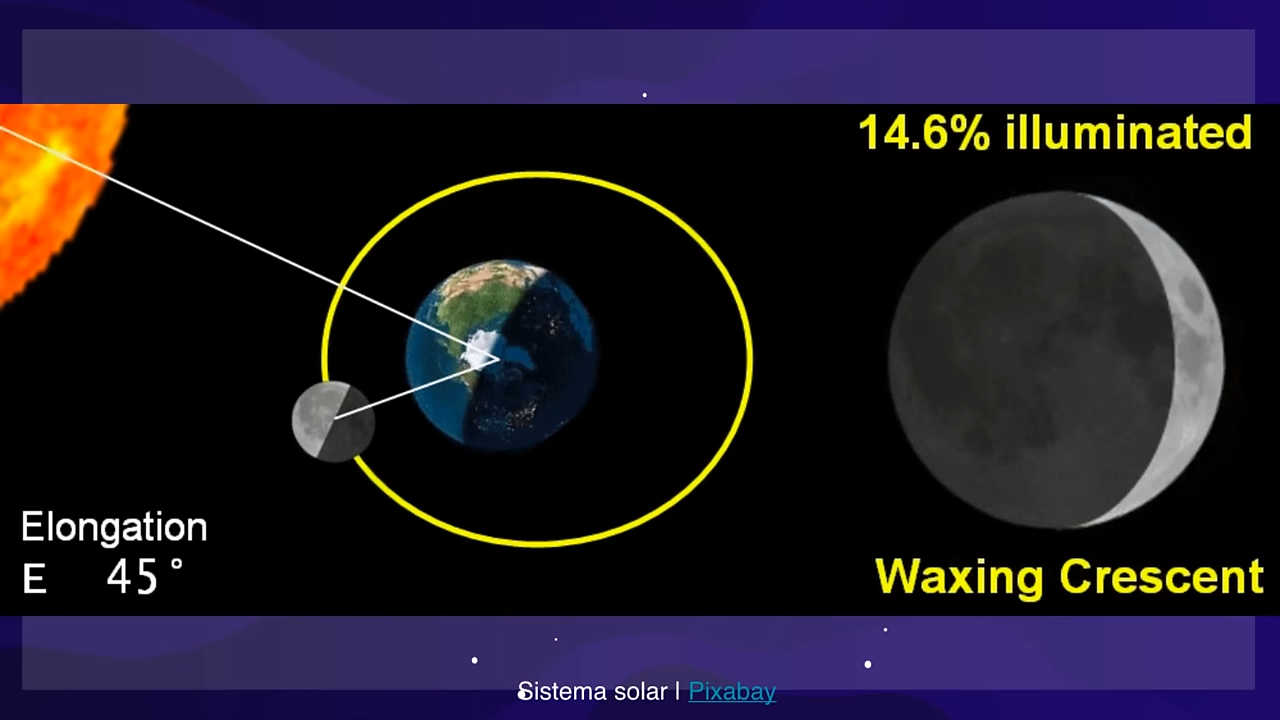 14.6% illuminated
Elongation
E 45°
Waxing Crescent
Sistema solar | Pixabay